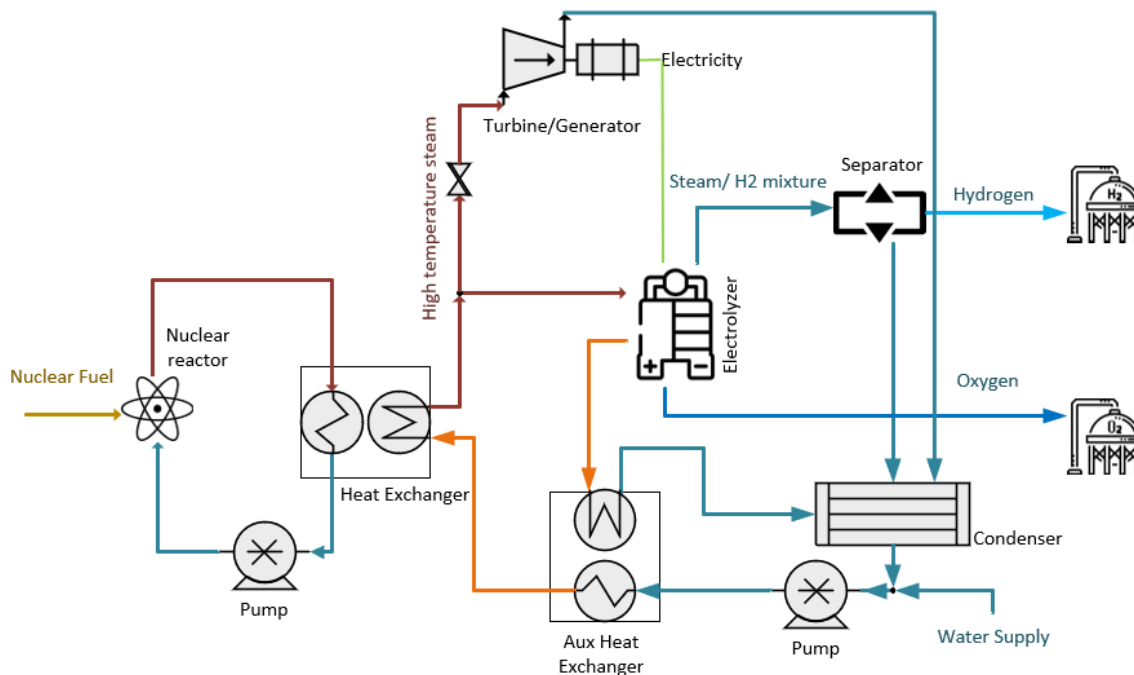 Electricity
Turbine/Generator
High temperature steam
Separator
Steam/ H2 mixture
Hydrogen
H2
Nuclear
reactor
Electrolyzer
Nuclear Fuel
+
−
Oxygen
O2
Heat Exchanger
Condenser
Pump
Aux Heat
Exchanger
Pump
Water Supply